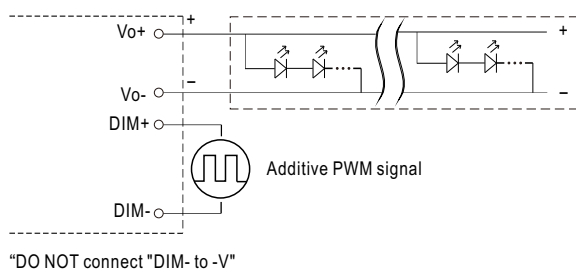 Vo+
+
+
–
Vo-
–
DIM+
Additive PWM signal
DIM-
“DO NOT connect "DIM- to -V"